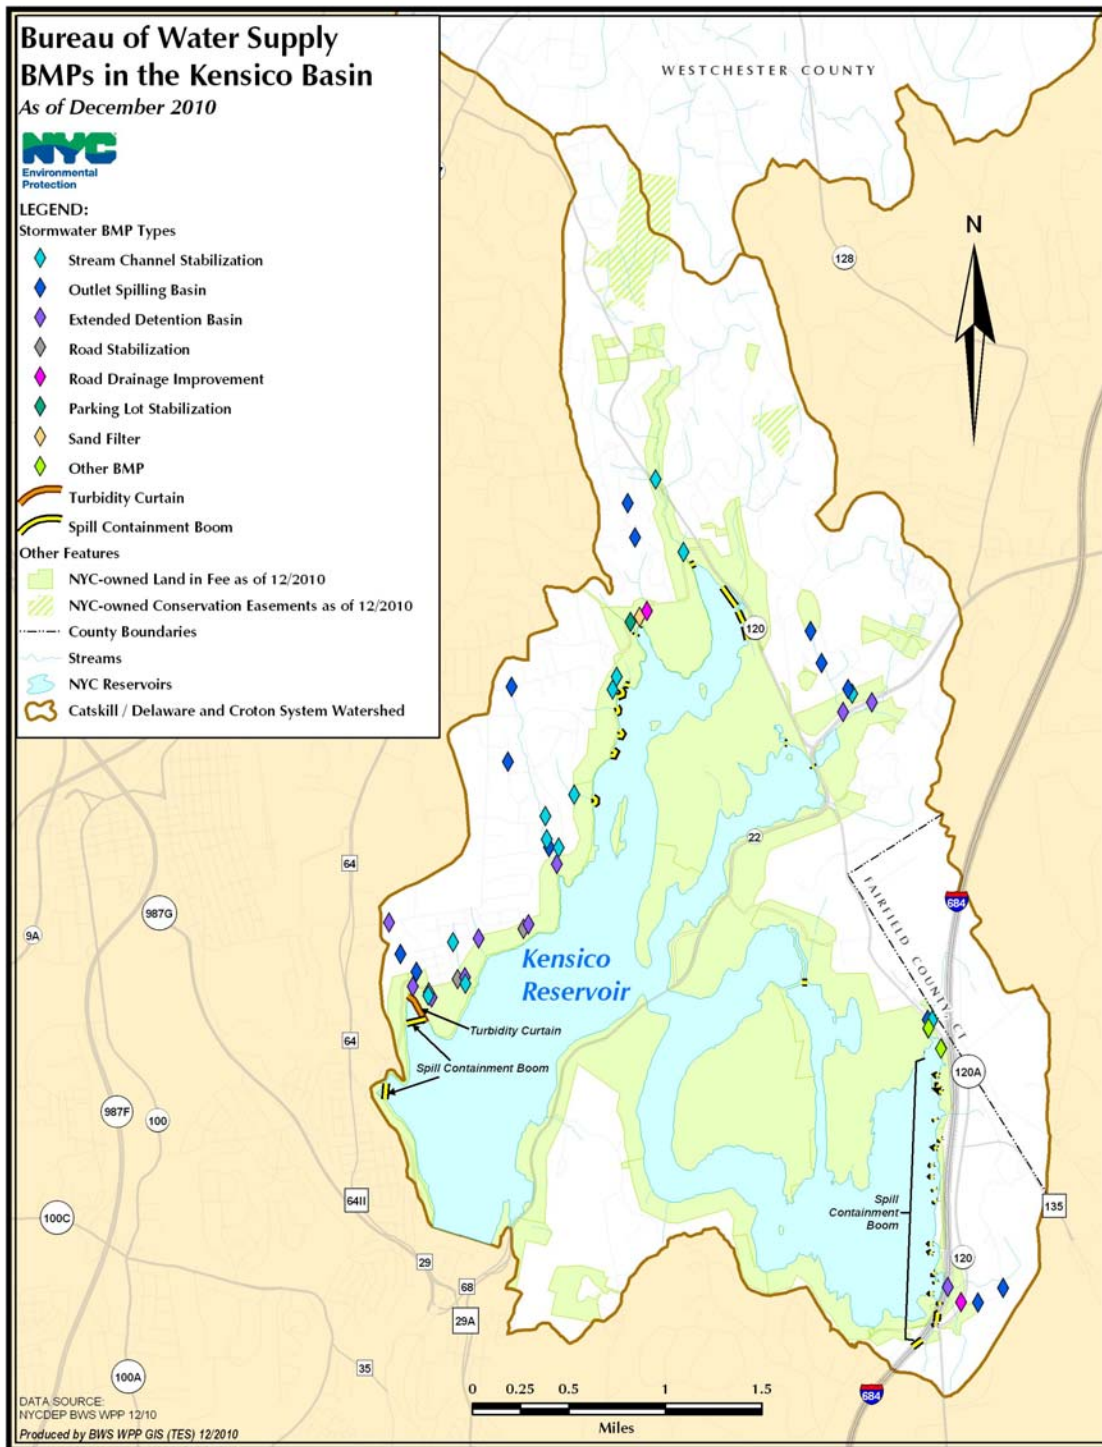 Bureau of Water Supply
BMPs in the Kensico Basin
As of December 2010
NYC
Environmental
Protection
LEGEND:
Stormwater BMP Types
Stream Channel Stabilization
Outlet Spilling Basin
Extended Detention Basin
Road Stabilization
Road Drainage Improvement
Parking Lot Stabilization
Sand Filter
Other BMP
Turbidity Curtain
Spill Containment Boom
Other Features
NYC-owned Land in Fee as of 12/2010
NYC-owned Conservation Easements as of 12/2010
County Boundaries
Streams
NYC Reservoirs
Catskill / Delaware and Croton System Watershed
WESTCHESTER COUNTY
N
128
120
22
64
987G
9A
684
FAIRFIELD COUNTY, CT
Kensico
Reservoir
Turbidity Curtain
64
Spill Containment Boom
120A
987F
100
Spill
Containment
Boom
64II
135
100C
29
120
68
29A
35
100A
684
0 0.25 0.5 1 1.5
Miles
DATA SOURCE:
NYCDEP BWS WPP 12/10
Produced by BWS WPP GIS (TES) 12/2010